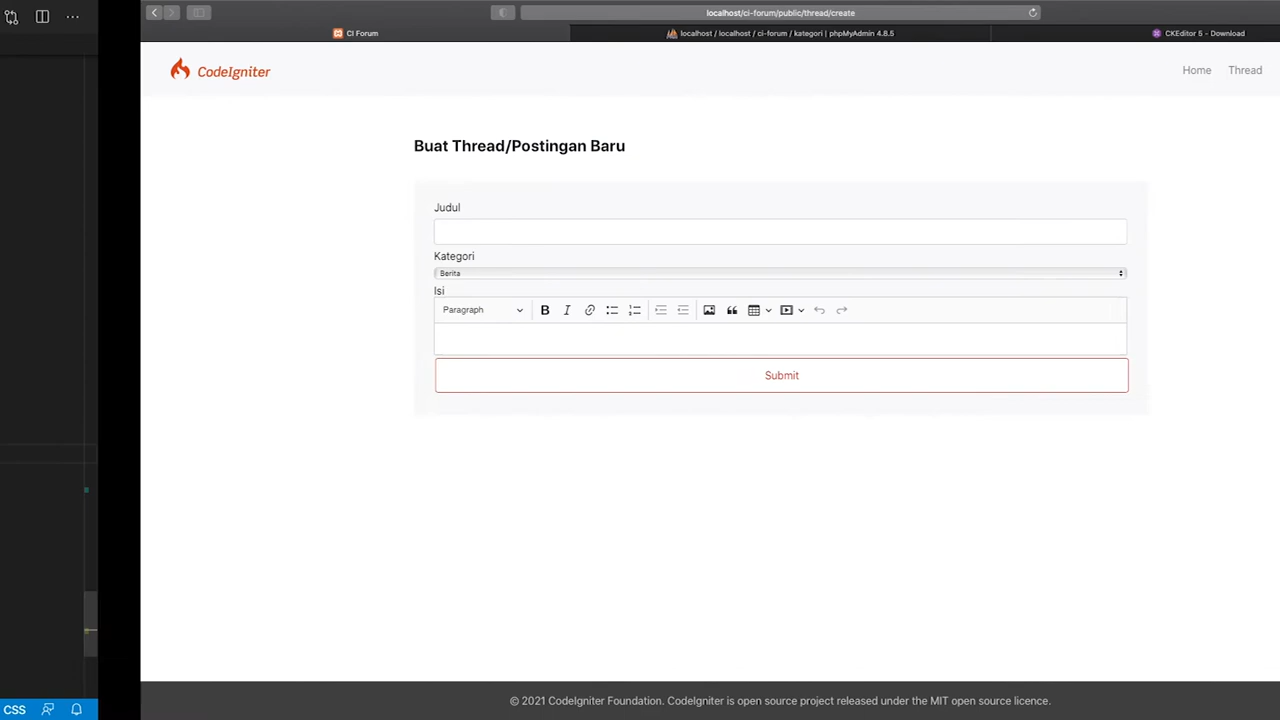 localhost/ci-forum/public/thread/create
CI Forum
localhost / localhost / ci-forum / kategori | phpMyAdmin 4.8.5
CKEditor 5 - Download
CodeIgniter
Home Thread
Buat Thread/Postingan Baru
Judul
Kategori
Berita
Isi
Paragraph B I
Submit
CSS
© 2021 CodeIgniter Foundation. CodeIgniter is open source project released under the MIT open source licence.